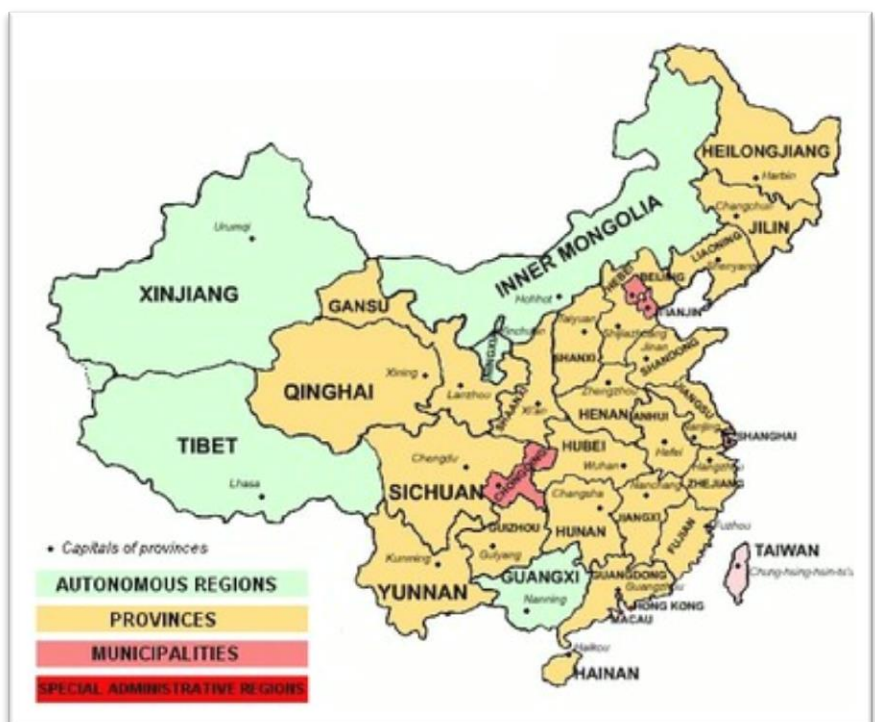 HEILONGJIANG
Harbin
Changchun
JILIN
Urumqi
INNER MONGOLIA
LIAONING
Shenyang
HEBEI
BEIJING
XINJIANG
GANSU
Hohhot
TIANJIN
Taiyuan
Shijiazhuang
Yinchuan
NINGXIA
Jinan
SHANDONG
SHANXI
Xining
QINGHAI
Lanzhou
SHAANXI
Zhengzhou
JIANGSU
Xi'an
HENAN
ANHUI
Nanjing
SHANGHAI
TIBET
HUBEI
Hefei
Chengdu
Wuhan
Hangzhou
CHONGQING
Lhasa
SICHUAN
Changsha
Nanchang
ZHEJIANG
JIANGXI
GUIZHOU
HUNAN
FUJIAN
Fuzhou
Guiyang
TAIWAN
Kunming
GUANGXI
GUANGDONG
Guangzhou
YUNNAN
Nanning
HONG KONG
MACAU
Haikou
HAINAN
• Capitals of provinces
AUTONOMOUS REGIONS
PROVINCES
MUNICIPALITIES
SPECIAL ADMINISTRATIVE REGIONS